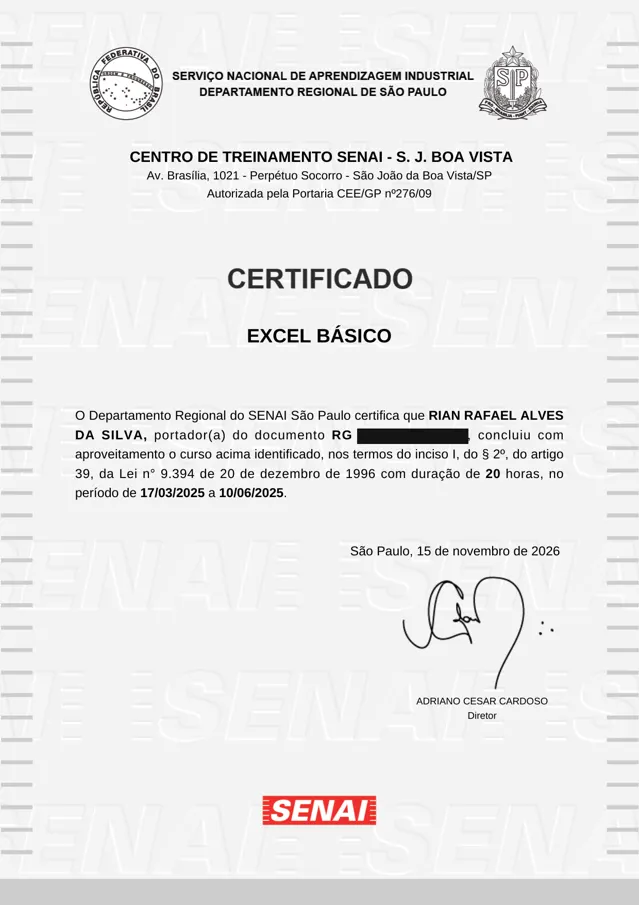 REPÚBLICA FEDERATIVA DO BRASIL
SP
SERVIÇO NACIONAL DE APRENDIZAGEM INDUSTRIAL
DEPARTAMENTO REGIONAL DE SÃO PAULO
CENTRO DE TREINAMENTO SENAI - S. J. BOA VISTA
Av. Brasília, 1021 - Perpétuo Socorro - São João da Boa Vista/SP
Autorizada pela Portaria CEE/GP nº276/09
CERTIFICADO
EXCEL BÁSICO
O Departamento Regional do SENAI São Paulo certifica que RIAN RAFAEL ALVES
DA SILVA, portador(a) do documento RG , concluiu com
aproveitamento o curso acima identificado, nos termos do inciso I, do § 2º, do artigo
39, da Lei n° 9.394 de 20 de dezembro de 1996 com duração de 20 horas, no
período de 17/03/2025 a 10/06/2025.
São Paulo, 15 de novembro de 2026
ADRIANO CESAR CARDOSO
Diretor
SENAI